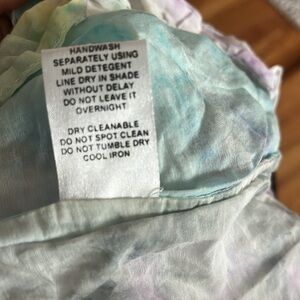 HANDWASH
SEPARATELY USING
MILD DETEGENT
LINE DRY IN SHADE
WITHOUT DELAY
DO NOT LEAVE IT
OVERNIGHT
DRY CLEANABLE
DO NOT SPOT CLEAN
DO NOT TUMBLE DRY
COOL IRON